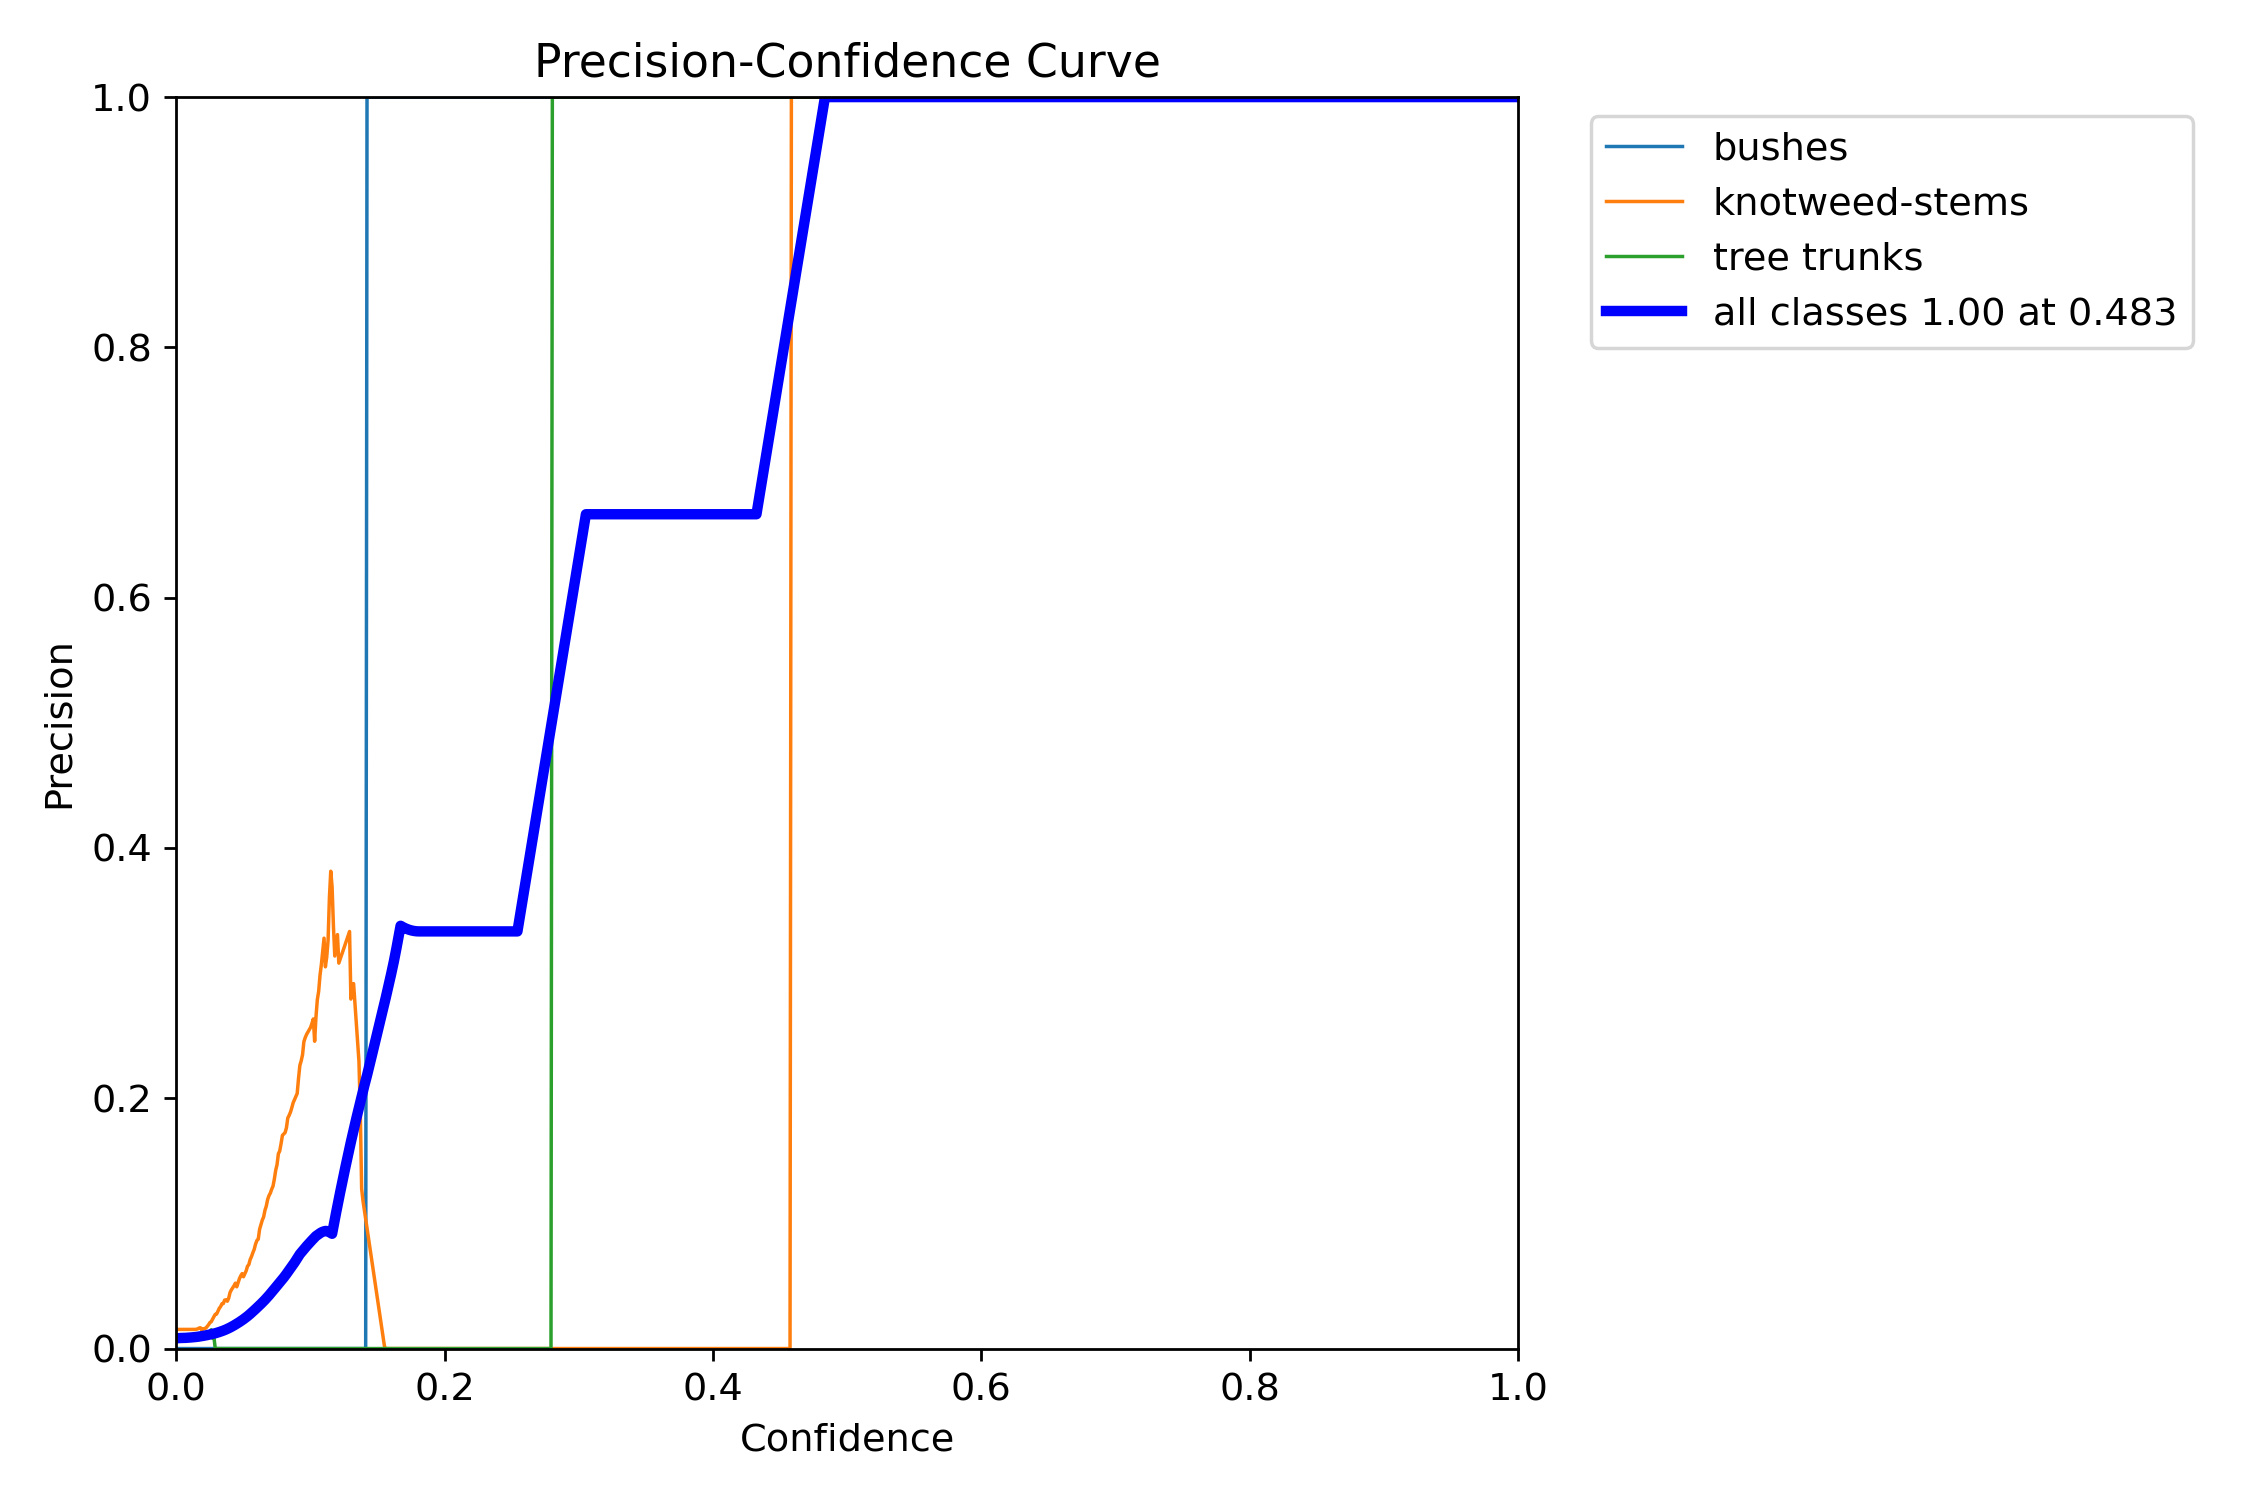 Precision-Confidence Curve
1.0
0.8
0.6
0.4
0.2
0.0
Precision
0.0 0.2 0.4 0.6 0.8 1.0
Confidence
bushes
knotweed-stems
tree trunks
all classes 1.00 at 0.483